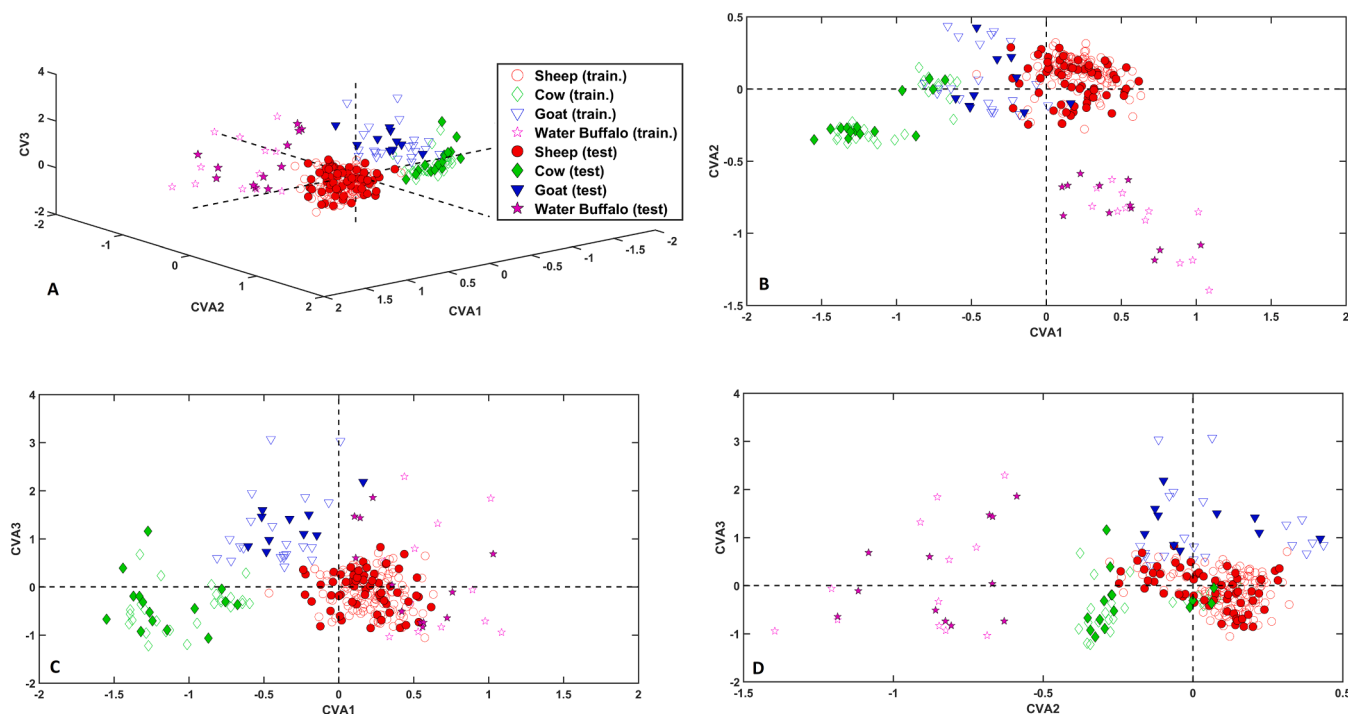 4
2
0
-2
CV3
-2
-1
0
1
2
CVA2
2
1.5
1
0.5
0
-0.5
-1
-1.5
-2
CVA1
A
Sheep (train.)
Cow (train.)
Goat (train.)
Water Buffalo (train.)
Sheep (test)
Cow (test)
Goat (test)
Water Buffalo (test)
0.5
0
-0.5
-1
-1.5
CVA2
B
-2 -1.5 -1 -0.5 0 0.5 1 1.5 2
CVA1
4
3
2
1
0
-1
-2
CVA3
C
-2 -1.5 -1 -0.5 0 0.5 1 1.5 2
CVA1
4
3
2
1
0
-1
-2
CVA3
D
-1.5 -1 -0.5 0 0.5
CVA2